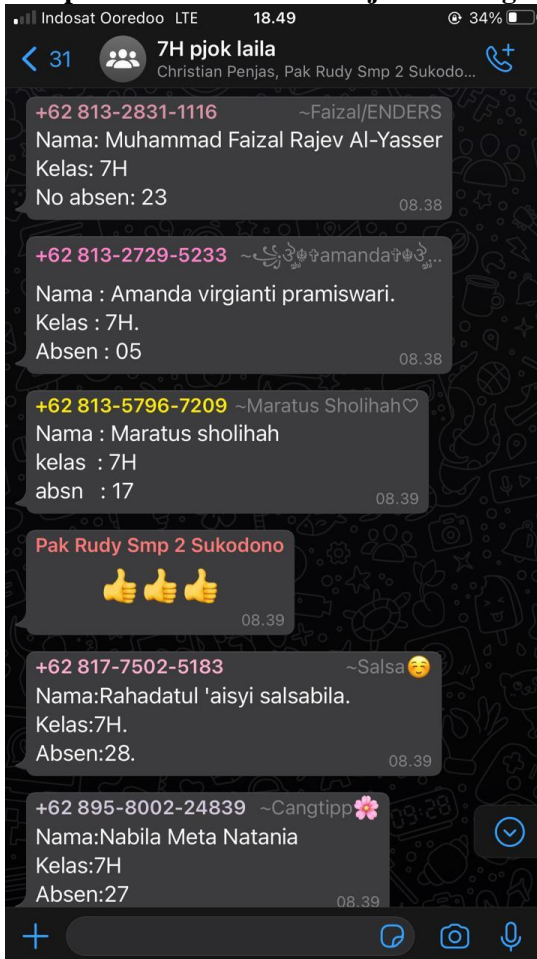 Indosat Ooredoo LTE 18.49 34%
31 7H pjok laila
Christian Penjas, Pak Rudy Smp 2 Sukodo...
+62 813-2831-1116 ~Faizal/ENDERS
Nama: Muhammad Faizal Rajev Al-Yasser
Kelas: 7H
No absen: 23
08.38
+62 813-2729-5233 ~amanda
Nama : Amanda virgianti pramiswari.
Kelas : 7H.
Absen : 05
08.38
+62 813-5796-7209 ~Maratus Sholihah♡
Nama : Maratus sholihah
kelas : 7H
absn : 17
08.39
Pak Rudy Smp 2 Sukodono
👍👍👍
08.39
+62 817-7502-5183 ~Salsa☺️
Nama:Rahadatul 'aisyi salsabila.
Kelas:7H.
Absen:28.
08.39
+62 895-8002-24839 ~Cangtipp🌸
Nama:Nabila Meta Natania
Kelas:7H
Absen:27
08.39